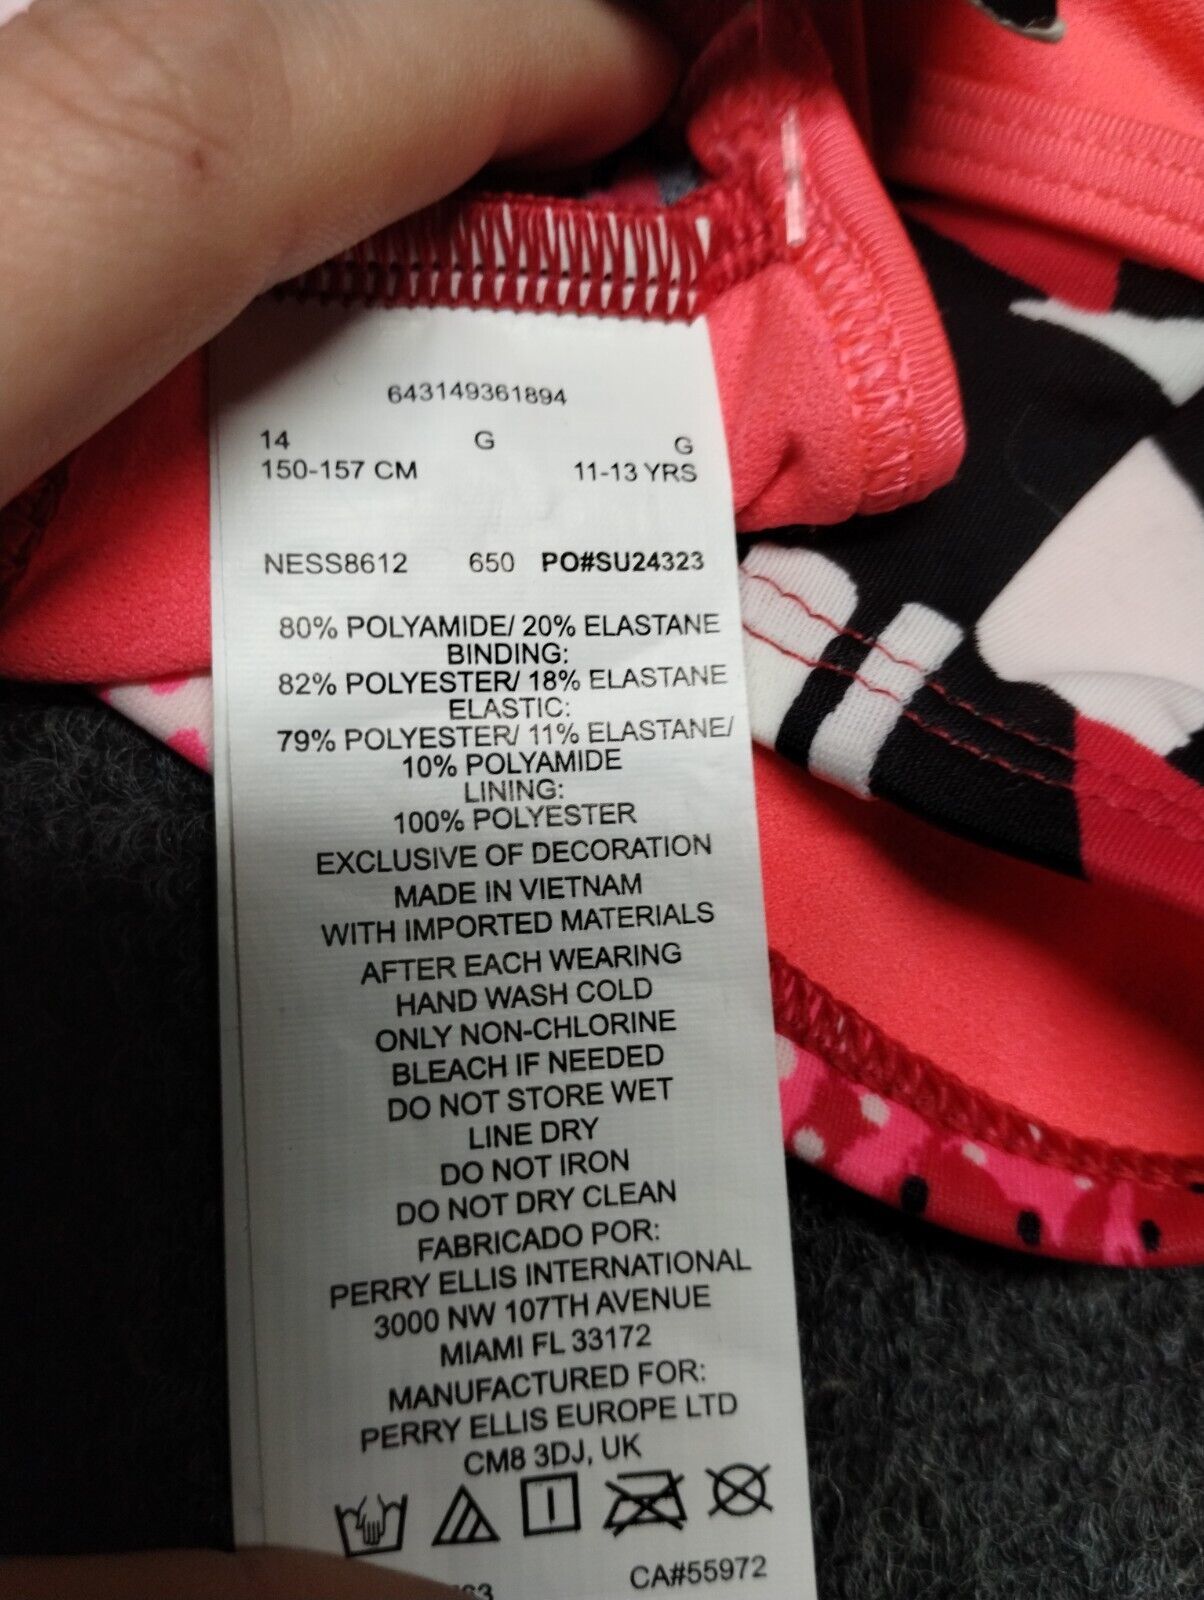 643149361894
14 G G
150-157 CM 11-13 YRS
NESS8612 650 PO#SU24323
80% POLYAMIDE/ 20% ELASTANE
BINDING:
82% POLYESTER/ 18% ELASTANE
ELASTIC:
79% POLYESTER/ 11% ELASTANE/
10% POLYAMIDE
LINING:
100% POLYESTER
EXCLUSIVE OF DECORATION
MADE IN VIETNAM
WITH IMPORTED MATERIALS
AFTER EACH WEARING
HAND WASH COLD
ONLY NON-CHLORINE
BLEACH IF NEEDED
DO NOT STORE WET
LINE DRY
DO NOT IRON
DO NOT DRY CLEAN
FABRICADO POR:
PERRY ELLIS INTERNATIONAL
3000 NW 107TH AVENUE
MIAMI FL 33172
MANUFACTURED FOR:
PERRY ELLIS EUROPE LTD
CM8 3DJ, UK
CA#55972